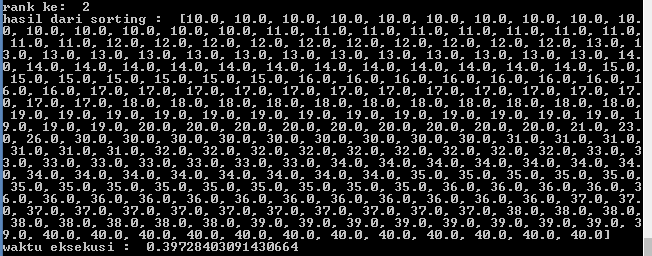 rank ke:  2
hasil dari sorting :  [10.0, 10.0, 10.0, 10.0, 10.0, 10.0, 10.0, 10.0, 10.0, 10.
0, 10.0, 10.0, 10.0, 10.0, 10.0, 11.0, 11.0, 11.0, 11.0, 11.0, 11.0, 11.0, 11.0,
 11.0, 11.0, 12.0, 12.0, 12.0, 12.0, 12.0, 12.0, 12.0, 12.0, 12.0, 12.0, 13.0, 1
3.0, 13.0, 13.0, 13.0, 13.0, 13.0, 13.0, 13.0, 13.0, 13.0, 13.0, 13.0, 13.0, 14.
0, 14.0, 14.0, 14.0, 14.0, 14.0, 14.0, 14.0, 14.0, 14.0, 14.0, 14.0, 15.0, 15.0,
 15.0, 15.0, 15.0, 15.0, 15.0, 15.0, 16.0, 16.0, 16.0, 16.0, 16.0, 16.0, 16.0, 1
6.0, 16.0, 17.0, 17.0, 17.0, 17.0, 17.0, 17.0, 17.0, 17.0, 17.0, 17.0, 17.0, 17.
0, 17.0, 17.0, 18.0, 18.0, 18.0, 18.0, 18.0, 18.0, 18.0, 18.0, 18.0, 18.0, 19.0,
 19.0, 19.0, 19.0, 19.0, 19.0, 19.0, 19.0, 19.0, 19.0, 19.0, 19.0, 19.0, 19.0, 1
9.0, 19.0, 19.0, 20.0, 20.0, 20.0, 20.0, 20.0, 20.0, 20.0, 20.0, 20.0, 21.0, 23.
0, 26.0, 30.0, 30.0, 30.0, 30.0, 30.0, 30.0, 30.0, 30.0, 30.0, 31.0, 31.0, 31.0,
 31.0, 31.0, 31.0, 32.0, 32.0, 32.0, 32.0, 32.0, 32.0, 32.0, 32.0, 32.0, 33.0, 3
3.0, 33.0, 33.0, 33.0, 33.0, 33.0, 33.0, 34.0, 34.0, 34.0, 34.0, 34.0, 34.0, 34.
0, 34.0, 34.0, 34.0, 34.0, 34.0, 34.0, 34.0, 34.0, 35.0, 35.0, 35.0, 35.0, 35.0,
 35.0, 35.0, 35.0, 35.0, 35.0, 35.0, 35.0, 35.0, 36.0, 36.0, 36.0, 36.0, 36.0, 3
6.0, 36.0, 36.0, 36.0, 36.0, 36.0, 36.0, 36.0, 36.0, 36.0, 36.0, 36.0, 37.0, 37.
0, 37.0, 37.0, 37.0, 37.0, 37.0, 37.0, 37.0, 37.0, 37.0, 38.0, 38.0, 38.0, 38.0,
 38.0, 38.0, 38.0, 38.0, 38.0, 39.0, 39.0, 39.0, 39.0, 39.0, 39.0, 39.0, 39.0, 3
9.0, 40.0, 40.0, 40.0, 40.0, 40.0, 40.0, 40.0, 40.0, 40.0, 40.0, 40.0, 40.0]
waktu eksekusi :  0.39728403091430664